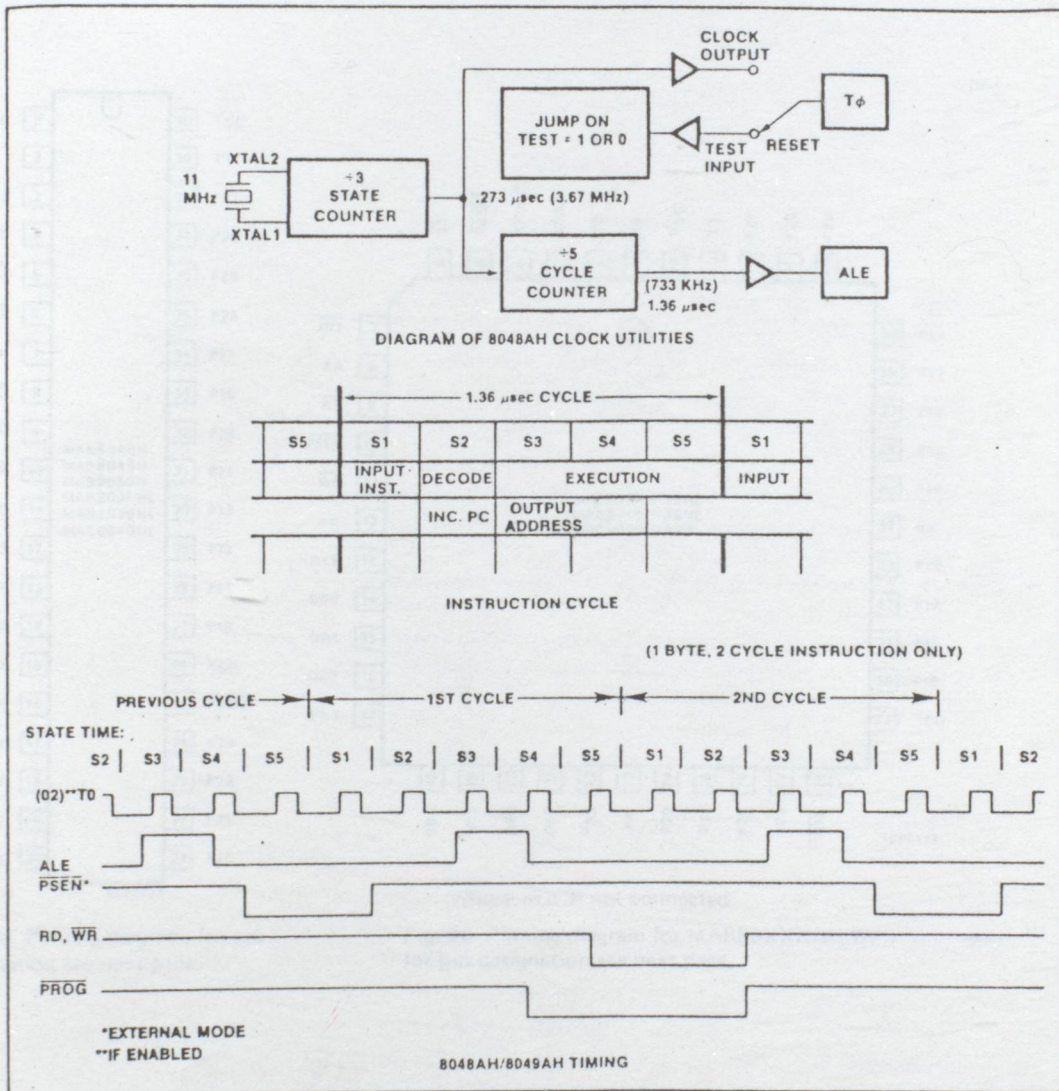 CLOCK
OUTPUT
Tφ
JUMP ON
TEST = 1 OR 0
TEST
INPUT
RESET
XTAL2
11
MHz
XTAL1
÷3
STATE
COUNTER
.273 μsec (3.67 MHz)
÷5
CYCLE
COUNTER
(733 KHz)
1.36 μsec
ALE
DIAGRAM OF 8048AH CLOCK UTILITIES
1.36 μsec CYCLE
S5 S1 S2 S3 S4 S5 S1
INPUT INST. DECODE EXECUTION INPUT
INC. PC OUTPUT ADDRESS
INSTRUCTION CYCLE
(1 BYTE, 2 CYCLE INSTRUCTION ONLY)
PREVIOUS CYCLE 1ST CYCLE 2ND CYCLE
STATE TIME:
S2 S3 S4 S5 S1 S2 S3 S4 S5 S1 S2 S3 S4 S5 S1 S2
(02)**T0
ALE
PSEN*
RD, WR
PROG
*EXTERNAL MODE
**IF ENABLED
8048AH/8049AH TIMING